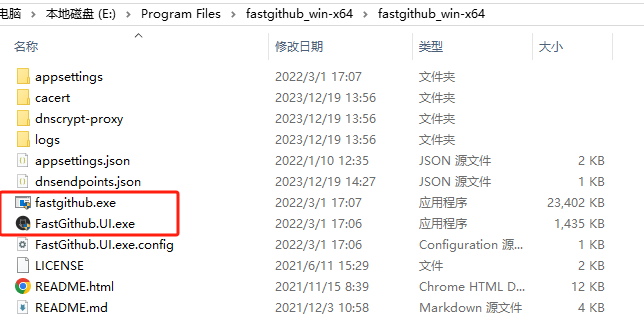 电脑 > 本地磁盘 (E:) > Program Files > fastgithub_win-x64 > fastgithub_win-x64
名称 修改日期 类型 大小
appsettings 2022/3/1 17:07 文件夹
cacert 2023/12/19 13:56 文件夹
dnscrypt-proxy 2023/12/19 13:56 文件夹
logs 2023/12/19 13:56 文件夹
appsettings.json 2022/1/10 12:35 JSON 源文件 2 KB
dnsendpoints.json 2023/12/19 14:27 JSON 源文件 1 KB
fastgithub.exe 2022/3/1 17:07 应用程序 23,402 KB
FastGithub.UI.exe 2022/3/1 17:06 应用程序 1,435 KB
FastGithub.UI.exe.config 2022/3/1 17:06 Configuration 源... 1 KB
LICENSE 2021/6/11 15:29 文件 2 KB
README.html 2021/11/15 8:39 Chrome HTML D... 12 KB
README.md 2021/12/3 10:58 Markdown 源文件 4 KB